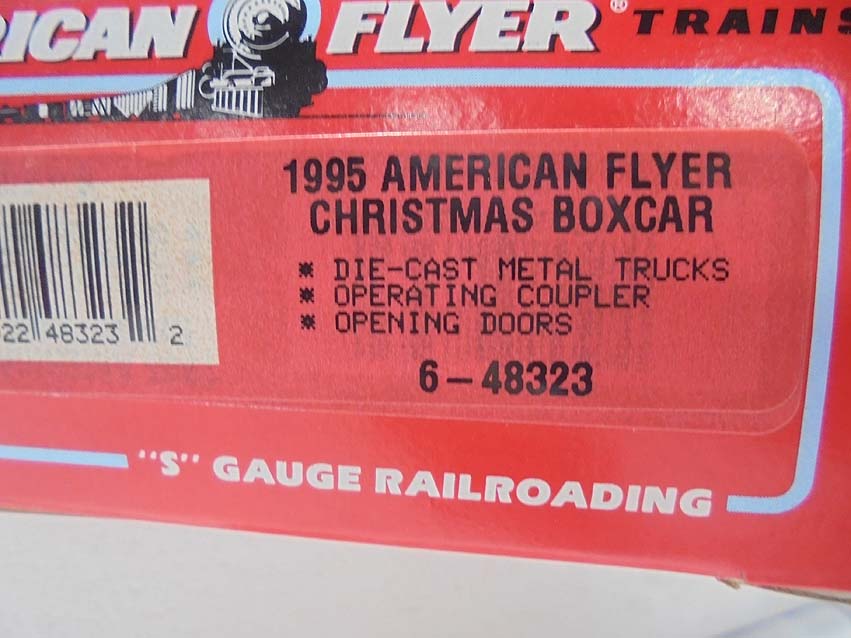 ICAN FLYER® TRAINS
1995 AMERICAN FLYER
CHRISTMAS BOXCAR
* DIE-CAST METAL TRUCKS
* OPERATING COUPLER
* OPENING DOORS
6-48323
22 48323 2
"S" GAUGE RAILROADING